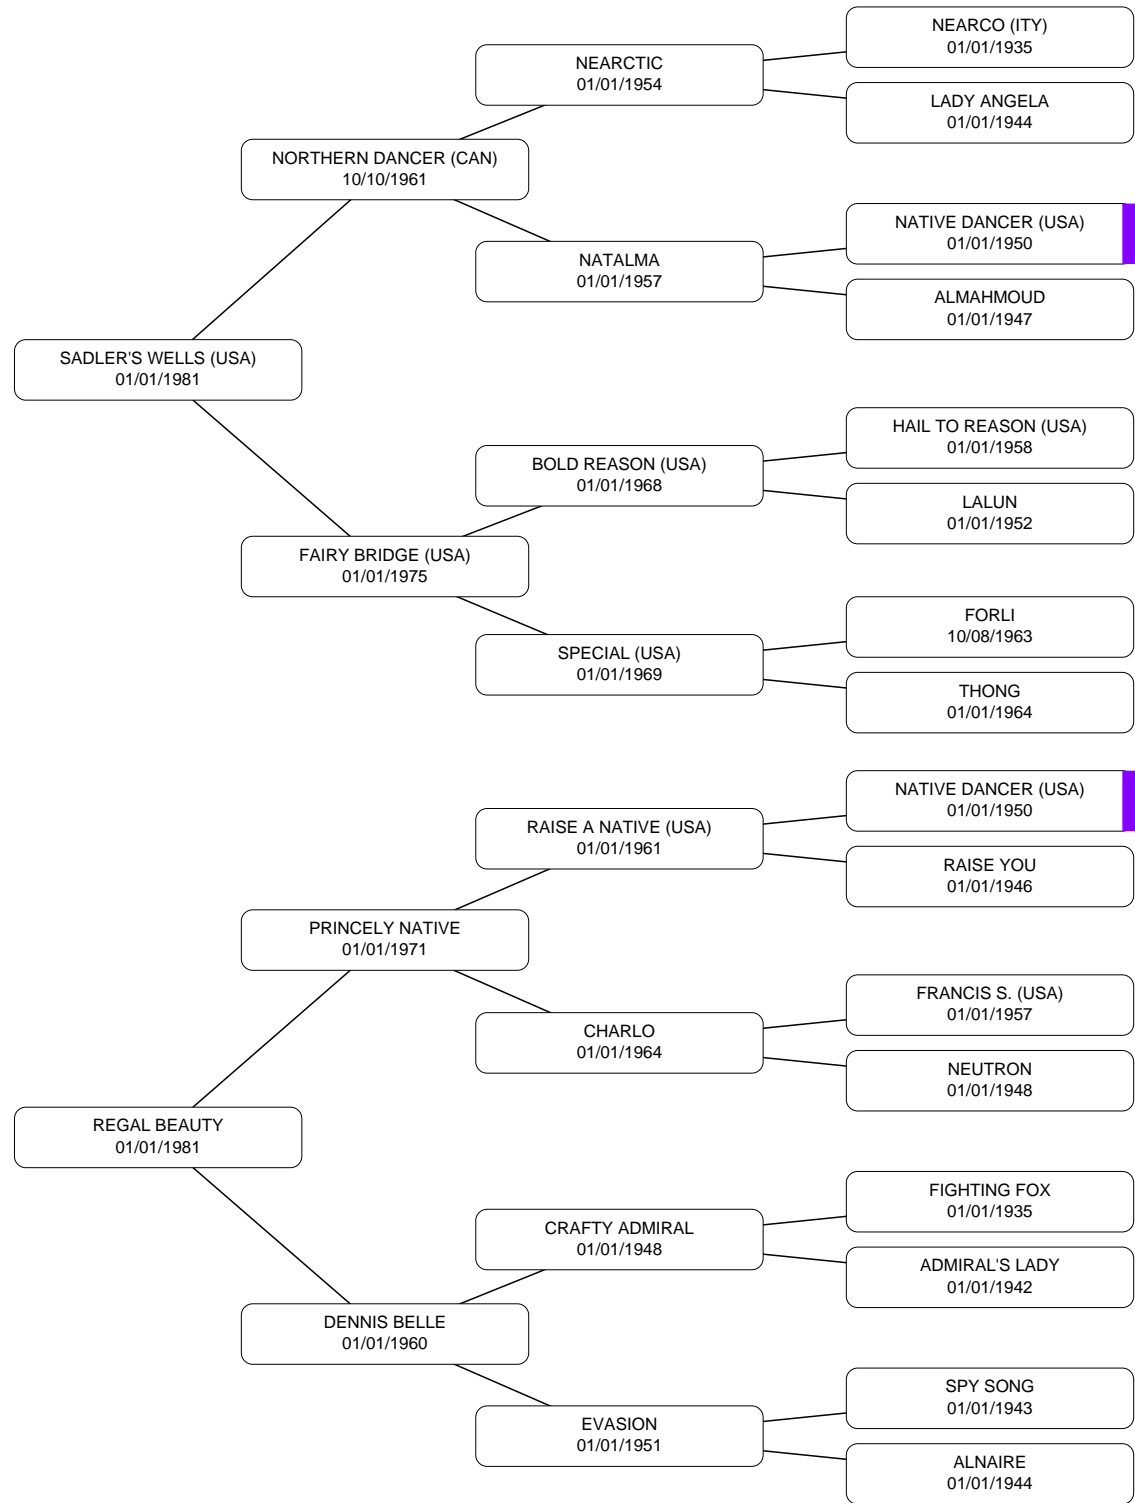 NEARCO (ITY)
01/01/1935
NEARCTIC
01/01/1954
LADY ANGELA
01/01/1944
NORTHERN DANCER (CAN)
10/10/1961
NATIVE DANCER (USA)
01/01/1950
NATALMA
01/01/1957
ALMAHMOUD
01/01/1947
SADLER'S WELLS (USA)
01/01/1981
HAIL TO REASON (USA)
01/01/1958
BOLD REASON (USA)
01/01/1968
LALUN
01/01/1952
FAIRY BRIDGE (USA)
01/01/1975
FORLI
10/08/1963
SPECIAL (USA)
01/01/1969
THONG
01/01/1964
NATIVE DANCER (USA)
01/01/1950
RAISE A NATIVE (USA)
01/01/1961
RAISE YOU
01/01/1946
PRINCELY NATIVE
01/01/1971
FRANCIS S. (USA)
01/01/1957
CHARLO
01/01/1964
NEUTRON
01/01/1948
REGAL BEAUTY
01/01/1981
FIGHTING FOX
01/01/1935
CRAFTY ADMIRAL
01/01/1948
ADMIRAL'S LADY
01/01/1942
DENNIS BELLE
01/01/1960
SPY SONG
01/01/1943
EVASION
01/01/1951
ALNAIRE
01/01/1944